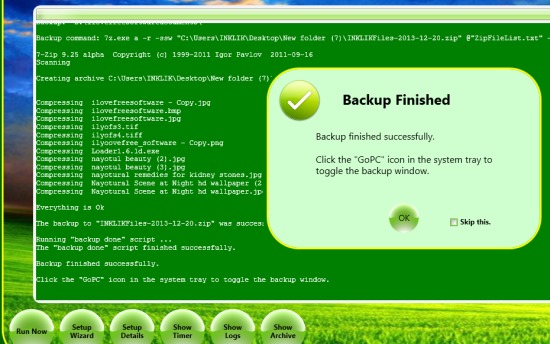 Backup command: 7z.exe a -r -ssw "C:\Users\INKLIK\Desktop\New folder (7)\INKLIKFiles-2013-12-20.zip" @"ZipFileList.txt" -
7-Zip 9.25 alpha Copyright (c) 1999-2011 Igor Pavlov 2011-09-16
Scanning
Creating archive C:\Users\INKLIK\Desktop\New folder (7)
Compressing ilovefreesoftware - Copy.jpg
Compressing ilovefreesoftware.bmp
Compressing ilovefreesoftware.jpg
Compressing ilyofs3.tif
Compressing ilyofs4.tiff
Compressing ilyoovefree_software - Copy.png
Compressing Loader1.6.1d.exe
Compressing nayotul beauty (2).jpg
Compressing nayotul beauty (3).jpg
Compressing nayotural remedies for kidney stones.jpg
Compressing Nayotural Scene at Night hd wallpaper (2
Compressing Nayotural Scene at Night hd wallpaper.jp
Everything is Ok
The backup to "INKLIKFiles-2013-12-20.zip" was success
Running "backup done" script ...
The "backup done" script finished successfully.
Backup finished successfully.
Click the "GoPC" icon in the system tray to toggle the backup window.
Backup Finished
Backup finished successfully.
Click the "GoPC" icon in the system tray to
toggle the backup window.
OK
Skip this.
Run Now
Setup
Wizard
Setup
Details
Show
Timer
Show
Logs
Show
Archive